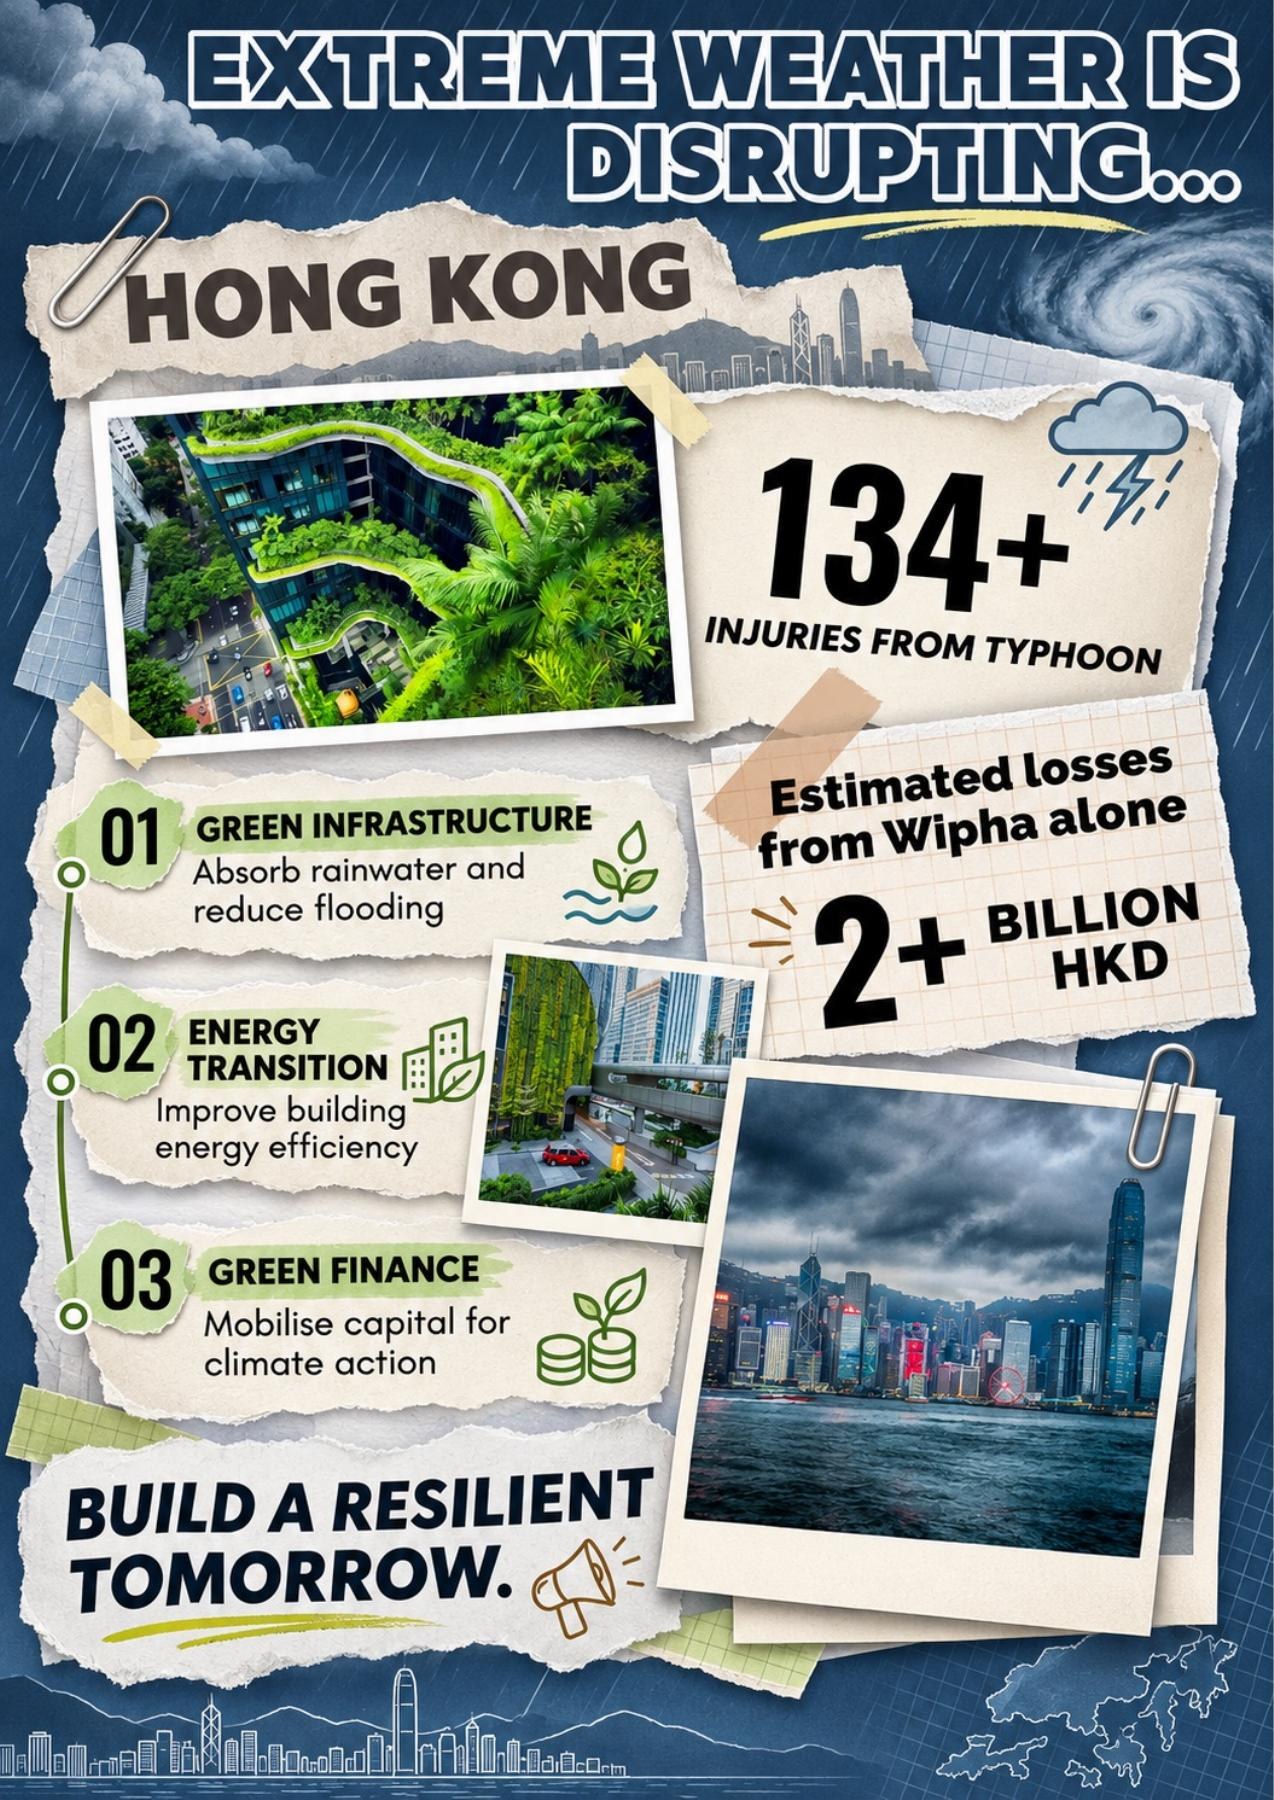 EXTREME WEATHER IS
DISRUPTING...
HONG KONG
134+
INJURIES FROM TYPHOON
Estimated losses
from Wipha alone
2+ BILLION
HKD
01 GREEN INFRASTRUCTURE
Absorb rainwater and
reduce flooding
02 ENERGY
TRANSITION
Improve building
energy efficiency
03 GREEN FINANCE
Mobilise capital for
climate action
BUILD A RESILIENT
TOMORROW.